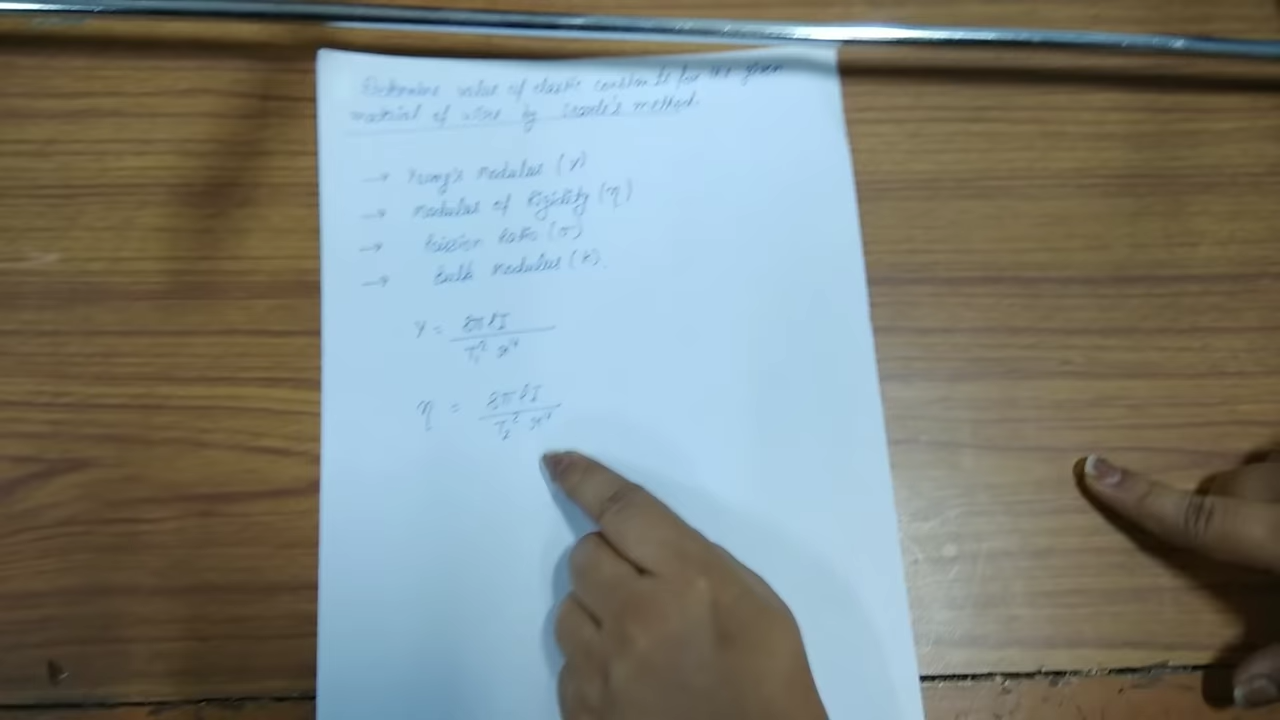 Determine value of elastic constants for the given
material of wire by Searle's method.
→ Young's Modulus (Y)
→ Modulus of Rigidity (η)
→ Poission Ratio (σ)
→ Bulk Modulus (K).
Y = 8πlI / T₁² r⁴
η = 8πlI / T₂² r⁴